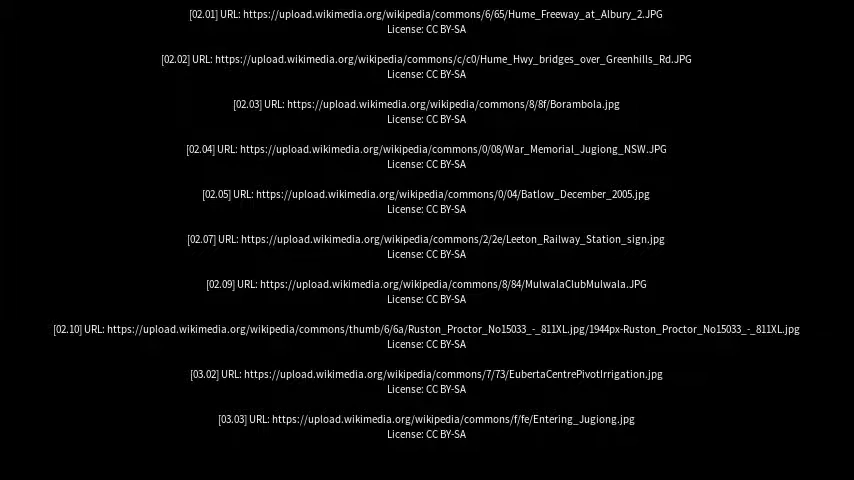 [02.01] URL: https://upload.wikimedia.org/wikipedia/commons/6/65/Hume_Freeway_at_Albury_2.JPG
License: CC BY-SA
[02.02] URL: https://upload.wikimedia.org/wikipedia/commons/c/c0/Hume_Hwy_bridges_over_Greenhills_Rd.JPG
License: CC BY-SA
[02.03] URL: https://upload.wikimedia.org/wikipedia/commons/8/8f/Borambola.jpg
License: CC BY-SA
[02.04] URL: https://upload.wikimedia.org/wikipedia/commons/0/08/War_Memorial_Jugiong_NSW.JPG
License: CC BY-SA
[02.05] URL: https://upload.wikimedia.org/wikipedia/commons/0/04/Batlow_December_2005.jpg
License: CC BY-SA
[02.07] URL: https://upload.wikimedia.org/wikipedia/commons/2/2e/Leeton_Railway_Station_sign.jpg
License: CC BY-SA
[02.09] URL: https://upload.wikimedia.org/wikipedia/commons/8/84/MulwalaClubMulwala.JPG
License: CC BY-SA
[02.10] URL: https://upload.wikimedia.org/wikipedia/commons/thumb/6/6a/Ruston_Proctor_No15033_-_811XL.jpg/1944px-Ruston_Proctor_No15033_-_811XL.jpg
License: CC BY-SA
[03.02] URL: https://upload.wikimedia.org/wikipedia/commons/7/73/EubertaCentrePivotIrrigation.jpg
License: CC BY-SA
[03.03] URL: https://upload.wikimedia.org/wikipedia/commons/f/fe/Entering_Jugiong.jpg
License: CC BY-SA